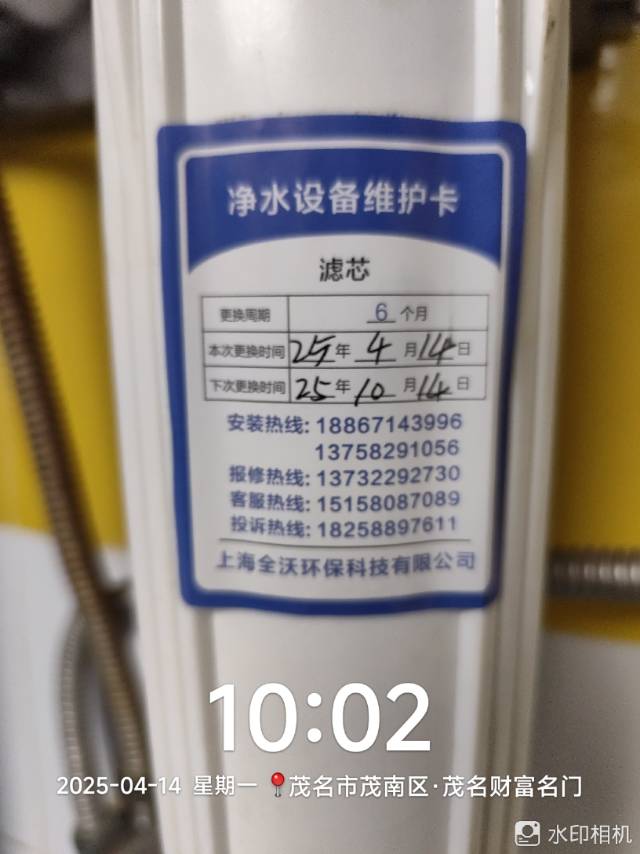 净水设备维护卡
滤芯
更换周期 6 个月
本次更换时间 25年 4 月 14日
下次更换时间 25年 10 月 14日
安装热线: 18867143996
13758291056
报修热线: 13732292730
客服热线: 15158087089
投诉热线: 18258897611
上海全沃环保科技有限公司
10:02
2025-04-14 星期一 茂名市茂南区·茂名财富名门
水印相机